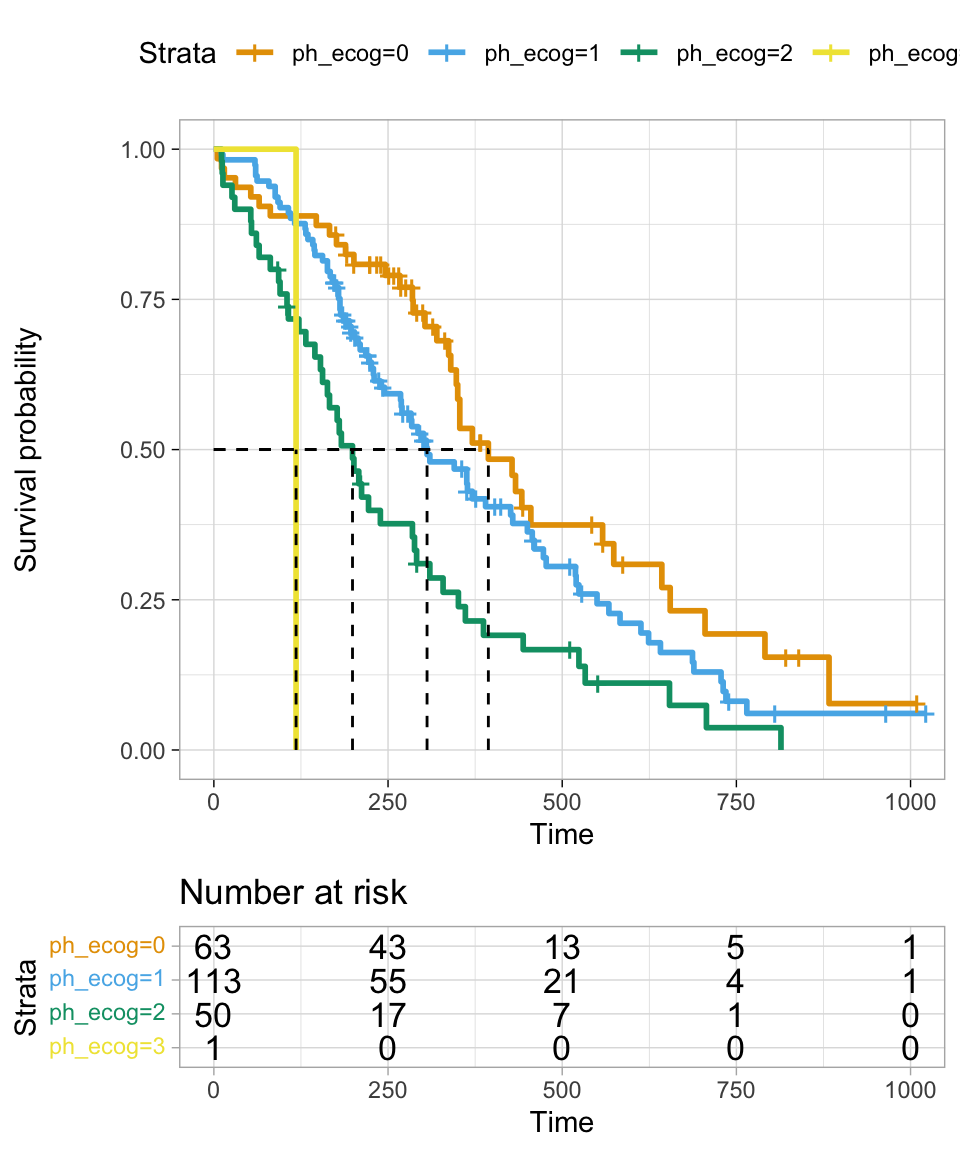 Strata ph_ecog=0 ph_ecog=1 ph_ecog=2 ph_ecog
1.00
0.75
0.50
0.25
0.00
Survival probability
0 250 500 750 1000
Time
Number at risk
ph_ecog=0 63 43 13 5 1
ph_ecog=1 113 55 21 4 1
ph_ecog=2 50 17 7 1 0
ph_ecog=3 1 0 0 0 0
Strata
0 250 500 750 1000
Time